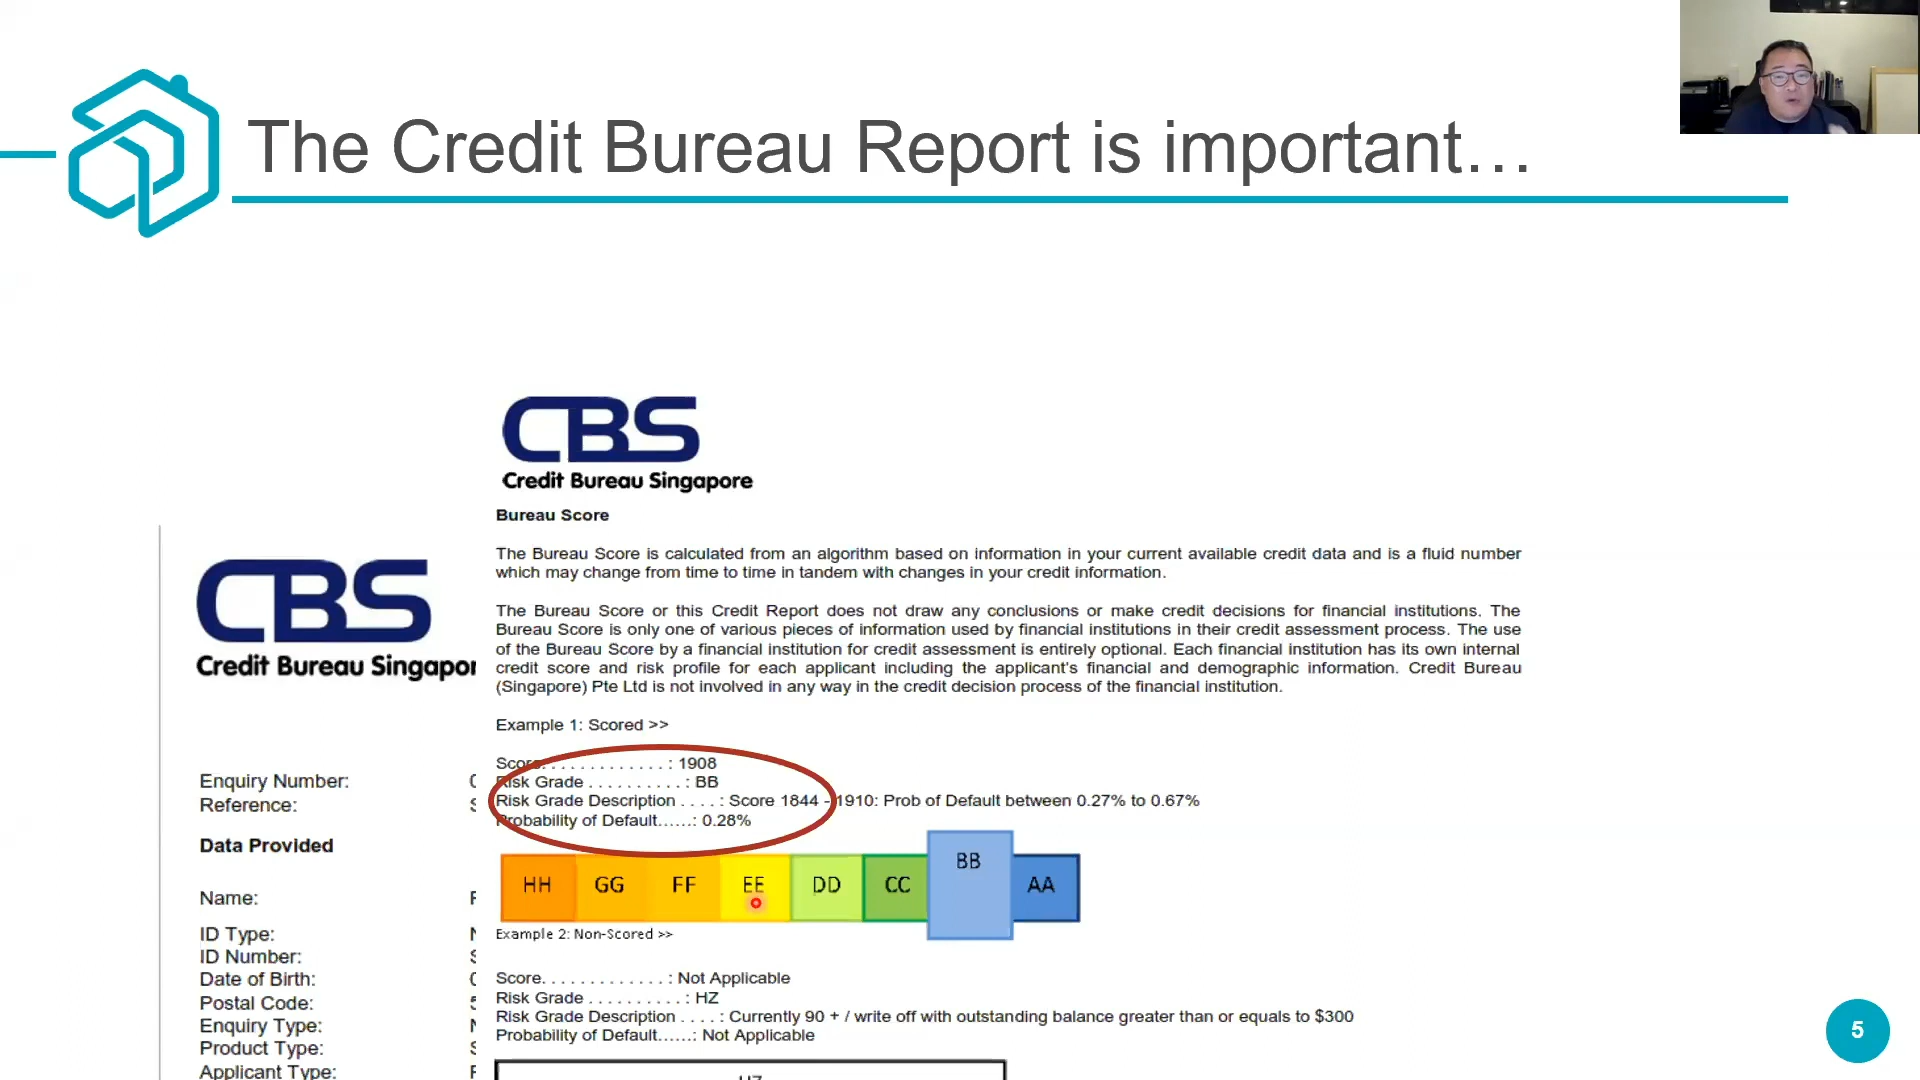 The Credit Bureau Report is important…
CBS
Credit Bureau Singapore
Bureau Score
The Bureau Score is calculated from an algorithm based on information in your current available credit data and is a fluid number
which may change from time to time in tandem with changes in your credit information.
The Bureau Score or this Credit Report does not draw any conclusions or make credit decisions for financial institutions. The
Bureau Score is only one of various pieces of information used by financial institutions in their credit assessment process. The use
of the Bureau Score by a financial institution for credit assessment is entirely optional. Each financial institution has its own internal
credit score and risk profile for each applicant including the applicant's financial and demographic information. Credit Bureau
(Singapore) Pte Ltd is not involved in any way in the credit decision process of the financial institution.
Example 1: Scored >>
Score. . . . . . . . . . . . . : 1908
Risk Grade . . . . . . . . . . : BB
Risk Grade Description . . . . : Score 1844 - 1910: Prob of Default between 0.27% to 0.67%
Probability of Default......: 0.28%
HH GG FF EE DD CC BB AA
Example 2: Non-Scored >>
Score. . . . . . . . . . . . . : Not Applicable
Risk Grade . . . . . . . . . . : HZ
Risk Grade Description . . . . : Currently 90 + / write off with outstanding balance greater than or equals to $300
Probability of Default......: Not Applicable
CBS
Credit Bureau Singapor
Enquiry Number:
Reference:
Data Provided
Name:
ID Type:
ID Number:
Date of Birth:
Postal Code:
Enquiry Type:
Product Type:
Applicant Type:
5